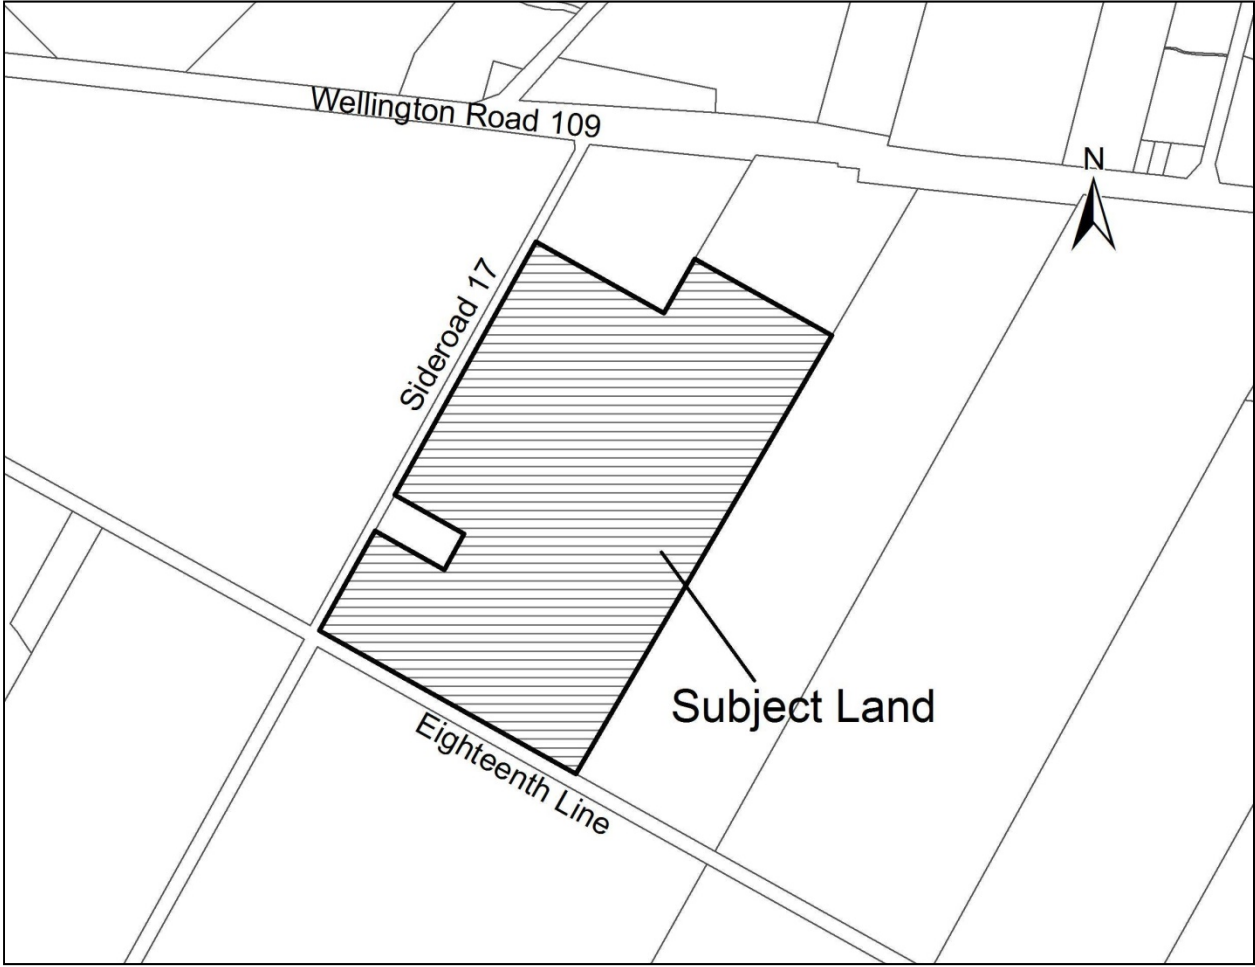 Wellington Road 109
N
Sideroad 17
Subject Land
Eighteenth Line